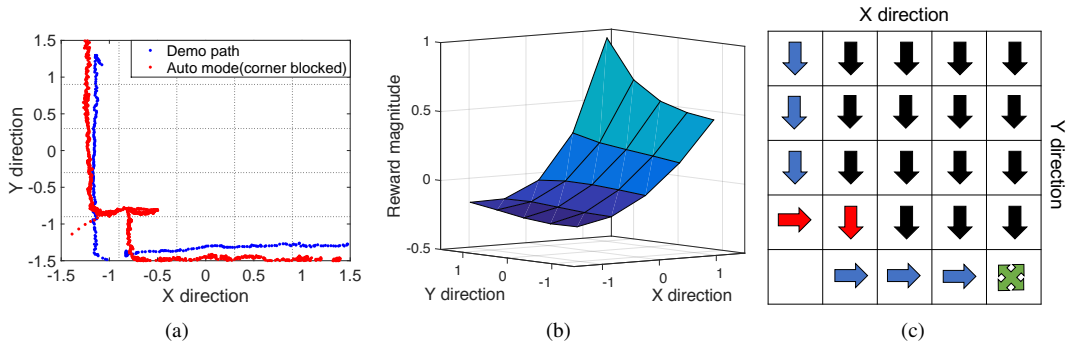 1.5
1
0.5
0
-0.5
-1
-1.5
-1.5 -0.9 -0.5 0 0.5 1 1.5
Y direction
X direction
Demo path
Auto mode(corner blocked)
(a)
1
0.5
0
-0.5
Reward magnitude
1 0 -1
Y direction
-1 0 1
X direction
(b)
X direction
Y direction
(c)